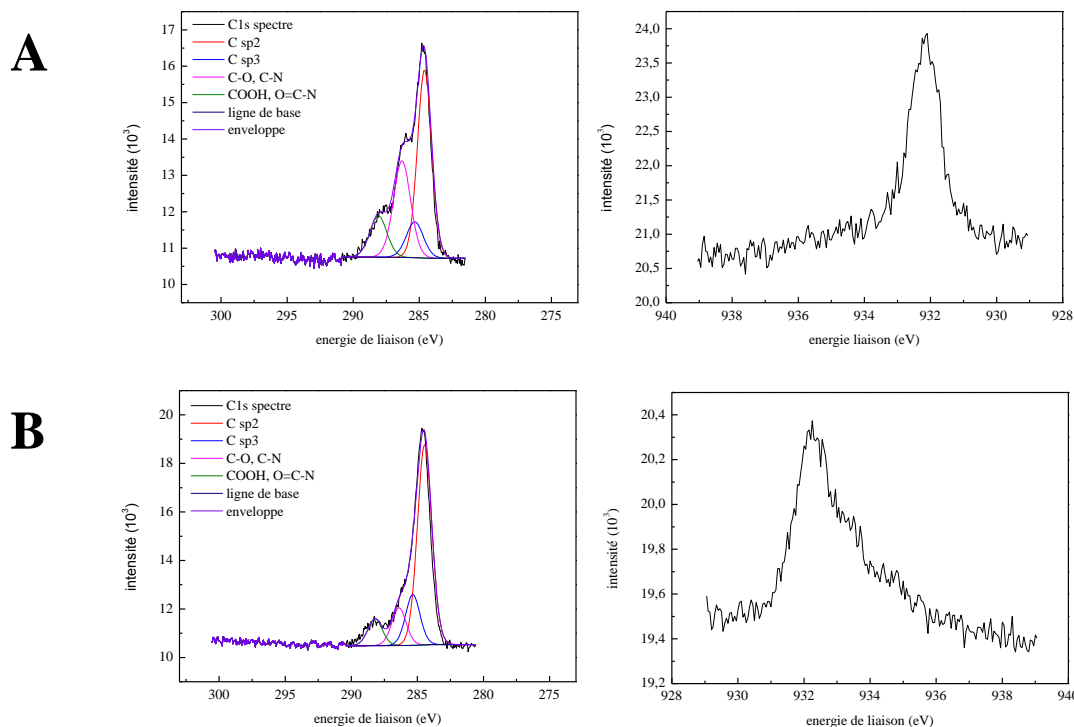 A
C1s spectre
C sp2
C sp3
C-O, C-N
COOH, O=C-N
ligne de base
enveloppe
intensité (10³)
17
16
15
14
13
12
11
10
300 295 290 285 280 275
energie de liaison (eV)
intensité (10³)
24,0
23,5
23,0
22,5
22,0
21,5
21,0
20,5
20,0
940 938 936 934 932 930 928
energie liaison (eV)
B
C1s spectre
C sp2
C sp3
C-O, C-N
COOH, O=C-N
ligne de base
enveloppe
intensité (10³)
20
18
16
14
12
10
300 295 290 285 280 275
energie de liaison (eV)
intensité (10³)
20,4
20,2
20,0
19,8
19,6
19,4
19,2
928 930 932 934 936 938 940
energie de liaison (eV)